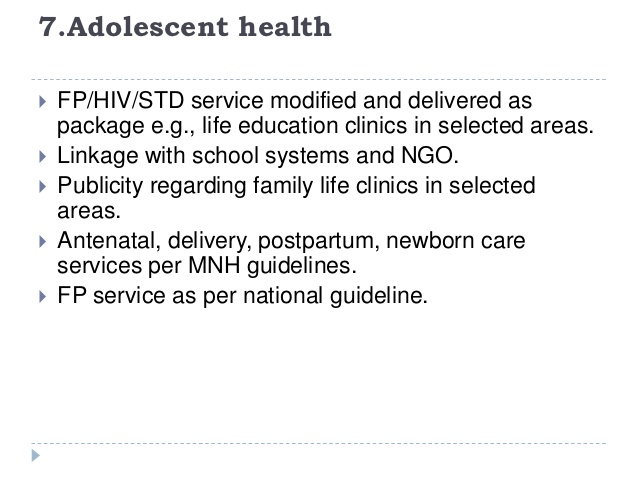 7.Adolescent health
FP/HIV/STD service modified and delivered as
package e.g., life education clinics in selected areas.
Linkage with school systems and NGO.
Publicity regarding family life clinics in selected
areas.
Antenatal, delivery, postpartum, newborn care
services per MNH guidelines.
FP service as per national guideline.